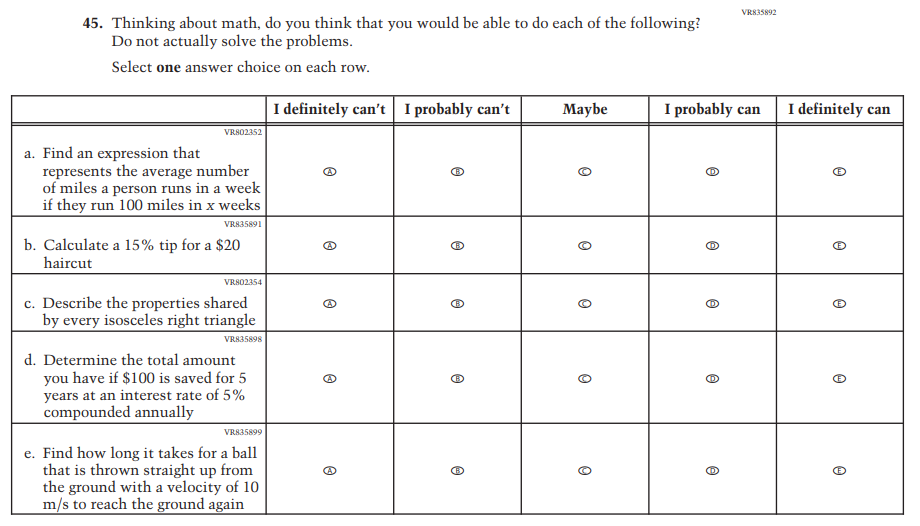 VR835892
45. Thinking about math, do you think that you would be able to do each of the following?
Do not actually solve the problems.
Select one answer choice on each row.
I definitely can't I probably can't Maybe I probably can I definitely can
VR802352
a. Find an expression that
represents the average number
of miles a person runs in a week
if they run 100 miles in x weeks
A B C D E
VR835891
b. Calculate a 15% tip for a $20
haircut
A B C D E
VR802354
c. Describe the properties shared
by every isosceles right triangle
A B C D E
VR835898
d. Determine the total amount
you have if $100 is saved for 5
years at an interest rate of 5%
compounded annually
A B C D E
VR835899
e. Find how long it takes for a ball
that is thrown straight up from
the ground with a velocity of 10
m/s to reach the ground again
A B C D E